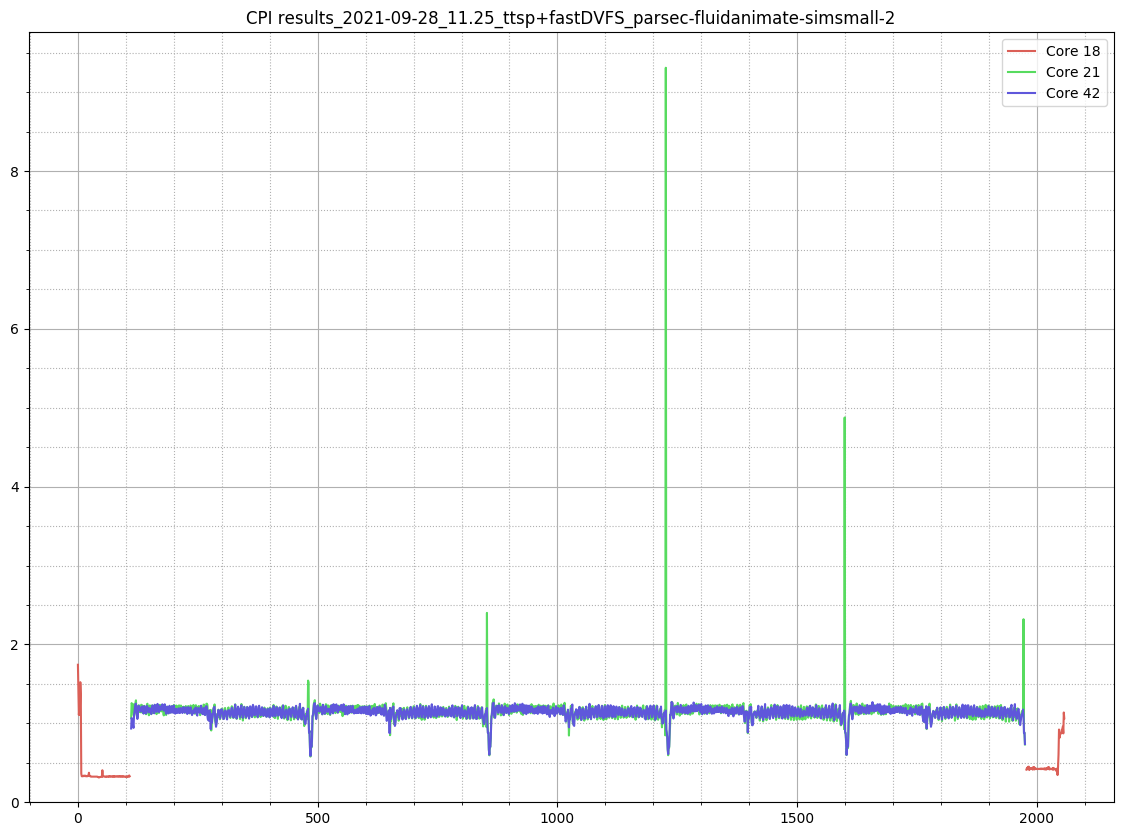 CPI results_2021-09-28_11.25_ttsp+fastDVFS_parsec-fluidanimate-simsmall-2
Core 18
Core 21
Core 42
8
6
4
2
0
0 500 1000 1500 2000